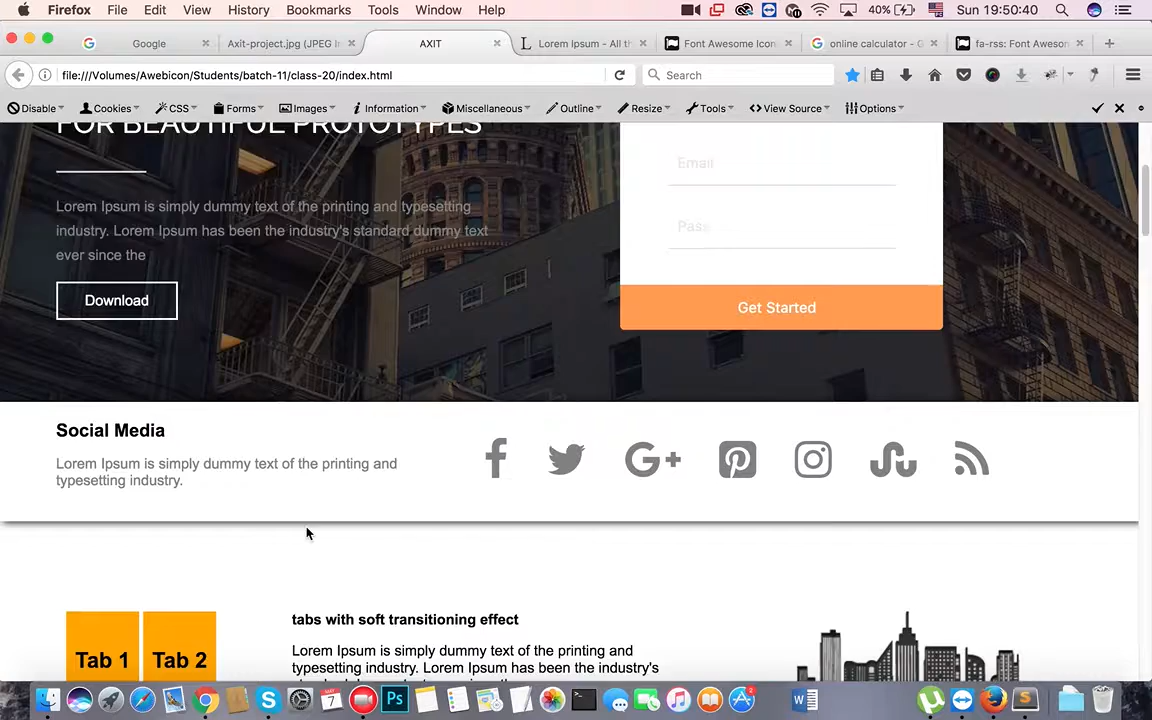 Firefox File Edit View History Bookmarks Tools Window Help 40% Sun 19:50:40
Google Axit-project.jpg (JPEG I AXIT Lorem Ipsum - All t Font Awesome Icon online calculator - G fa-rss: Font Aweson
file:///Volumes/Awebicon/Students/batch-11/class-20/index.html Search
Disable Cookies CSS Forms Images Information Miscellaneous Outline Resize Tools View Source Options
FOR BEAUTIFUL PROTOTYPES
Email
Lorem Ipsum is simply dummy text of the printing and typesetting
industry. Lorem Ipsum has been the industry's standard dummy text
ever since the
Pass
Download
Get Started
Social Media
Lorem Ipsum is simply dummy text of the printing and
typesetting industry.
tabs with soft transitioning effect
Tab 1 Tab 2
Lorem Ipsum is simply dummy text of the printing and
typesetting industry. Lorem Ipsum has been the industry's